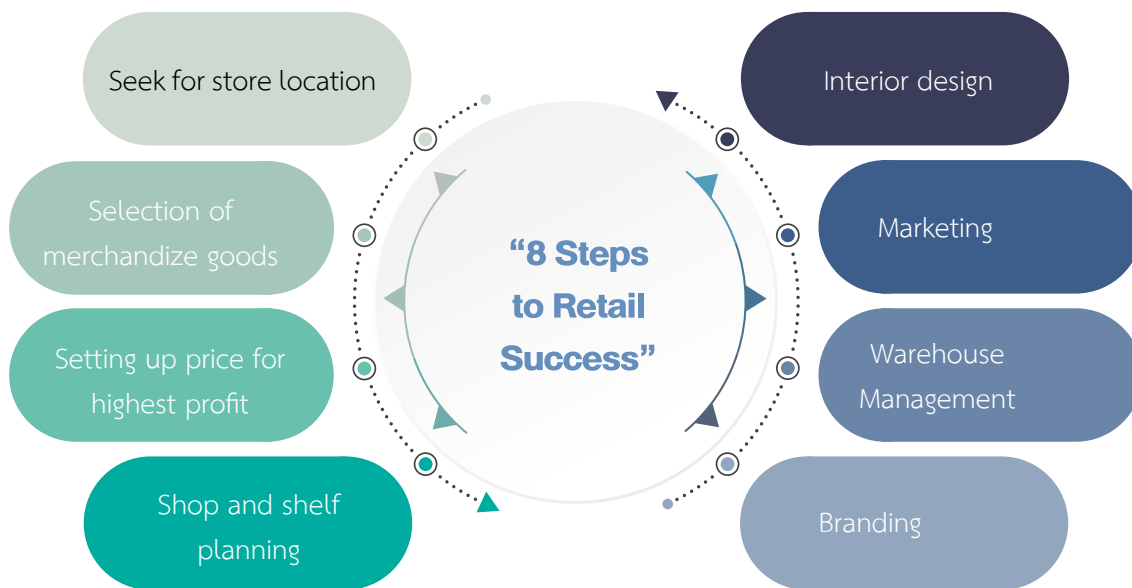 Seek for store location
Selection of
merchandize goods
Setting up price for
highest profit
Shop and shelf
planning
“8 Steps
to Retail
Success”
Interior design
Marketing
Warehouse
Management
Branding